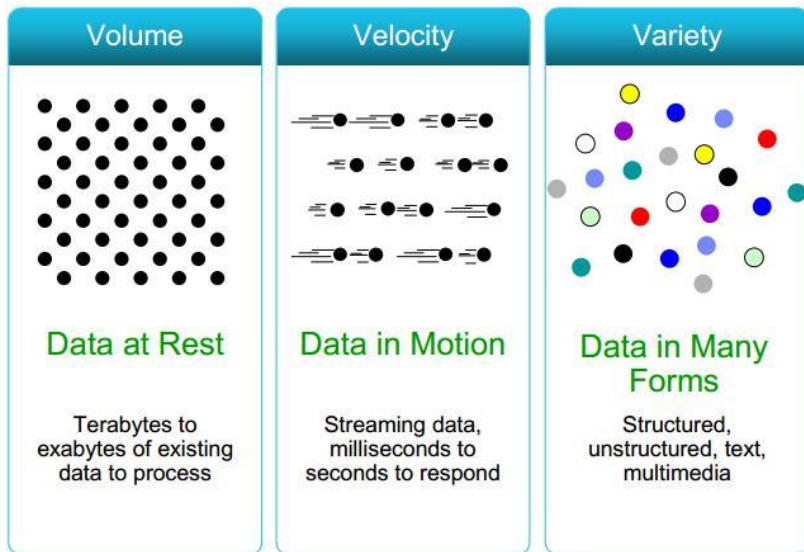 Volume
Data at Rest
Terabytes to
exabytes of existing
data to process
Velocity
Data in Motion
Streaming data,
milliseconds to
seconds to respond
Variety
Data in Many
Forms
Structured,
unstructured, text,
multimedia